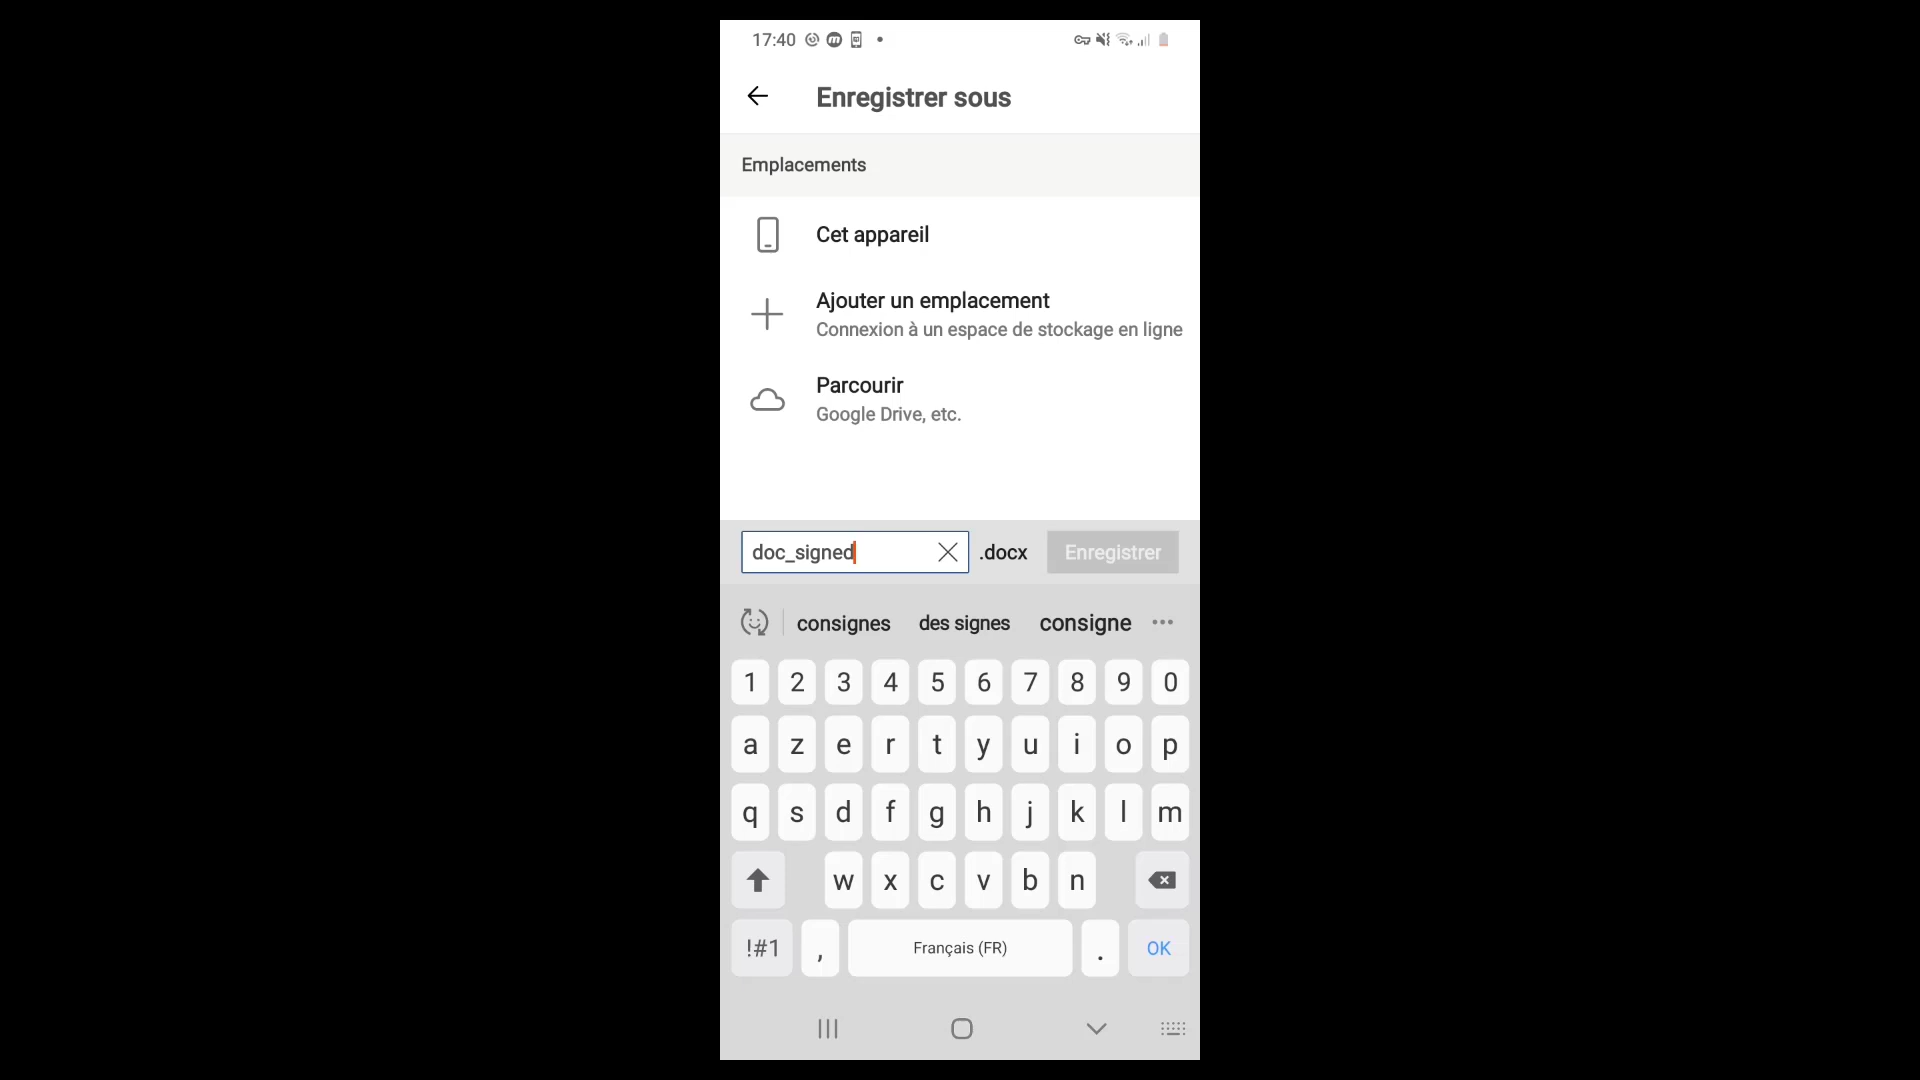 17:40
Enregistrer sous
Emplacements
Cet appareil
Ajouter un emplacement
Connexion à un espace de stockage en ligne
Parcourir
Google Drive, etc.
doc_signed .docx Enregistrer
consignes des signes consigne
1 2 3 4 5 6 7 8 9 0
a z e r t y u i o p
q s d f g h j k l m
w x c v b n
!#1 , Français (FR) . OK